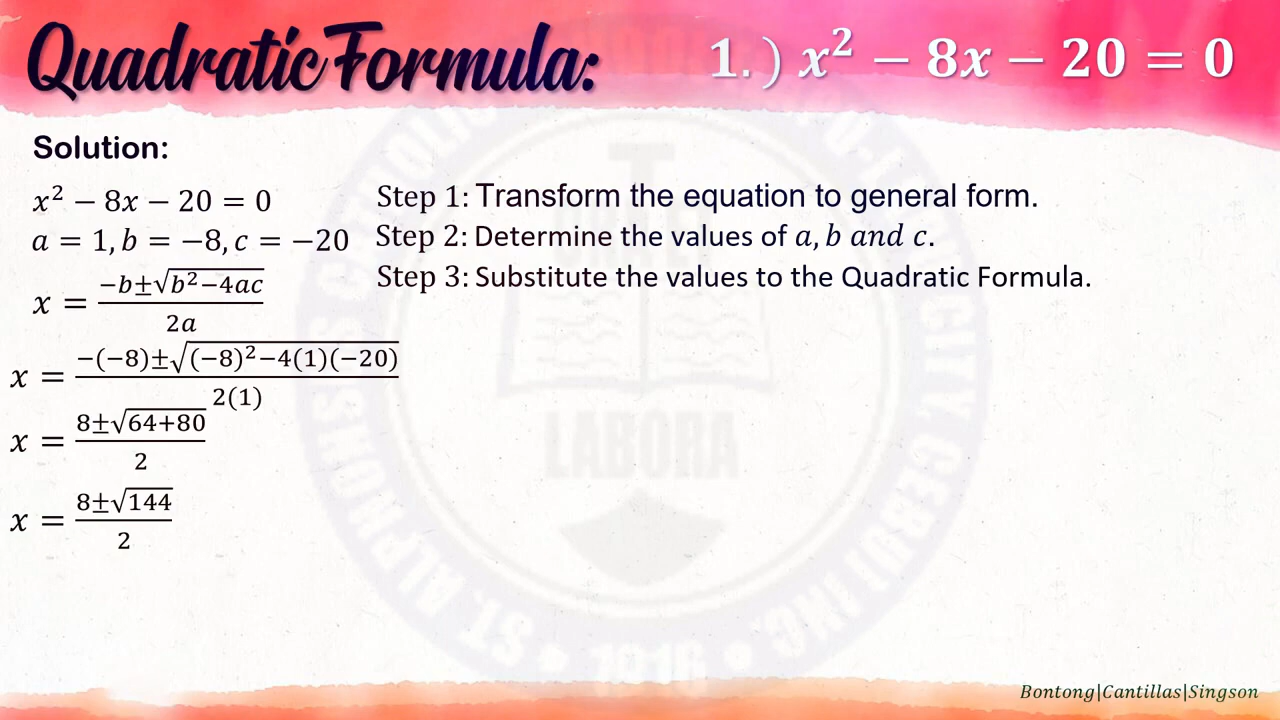 Quadratic Formula:
1.) x² − 8x − 20 = 0
Solution:
x² − 8x − 20 = 0
Step 1: Transform the equation to general form.
a = 1, b = −8, c = −20
Step 2: Determine the values of a, b and c.
x = (−b±√(b²−4ac))/(2a)
Step 3: Substitute the values to the Quadratic Formula.
x = (−(−8)±√((−8)²−4(1)(−20)))/(2(1))
x = (8±√(64+80))/2
x = (8±√144)/2
LABORA
1916
Bontong|Cantillas|Singson